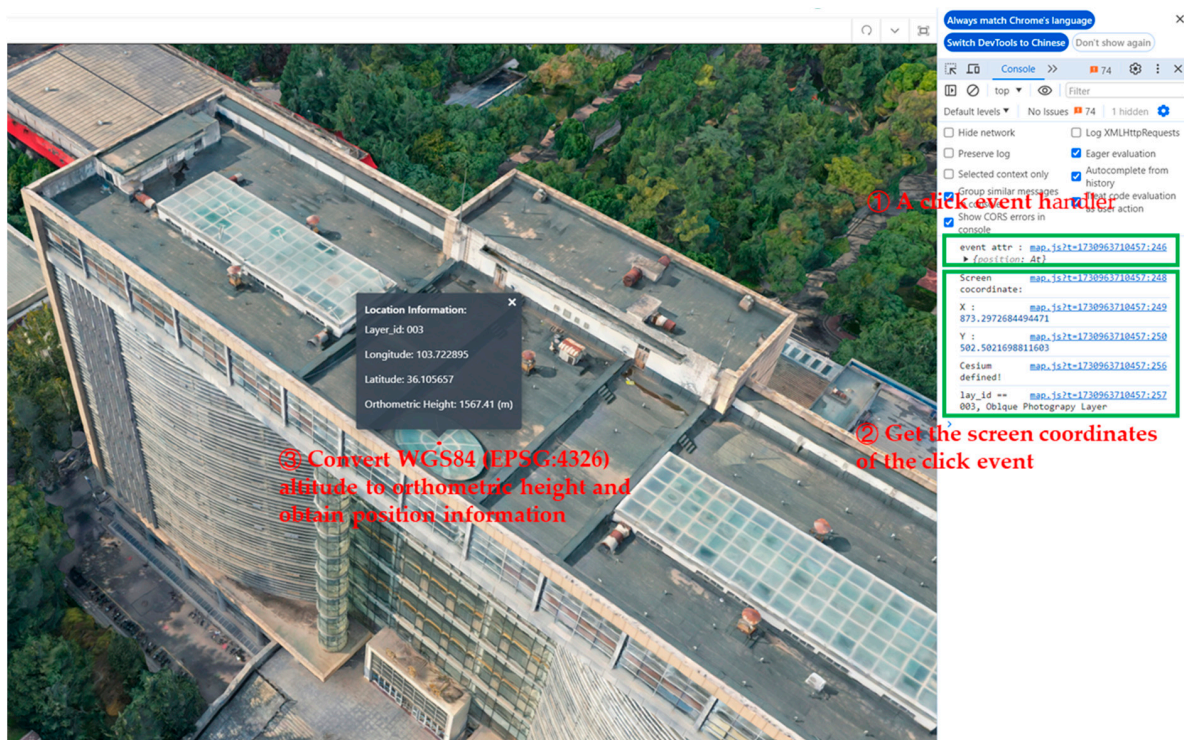 Always match Chrome's language
Switch DevTools to Chinese Don't show again
Console
74
top
Filter
Default levels No Issues 74 1 hidden
Hide network Log XMLHttpRequests
Preserve log Eager evaluation
Selected context only Autocomplete from
history
Group similar messages
Treat code evaluation
as user action
Show CORS errors in
console
① A click event handler
event attr : map.js?t=1730963710457:246
{position: At}
Screen map.js?t=1730963710457:248
cocordinate:
X : map.js?t=1730963710457:249
873.2972684494471
Y : map.js?t=1730963710457:250
502.5021698811603
Cesium map.js?t=1730963710457:256
defined!
lay_id == map.js?t=1730963710457:257
003, Oblque Photograpy Layer
② Get the screen coordinates
of the click event
Location Information:
Layer_id: 003
Longitude: 103.722895
Latitude: 36.105657
Orthometric Height: 1567.41 (m)
③ Convert WGS84 (EPSG:4326)
altitude to orthometric height and
obtain position information